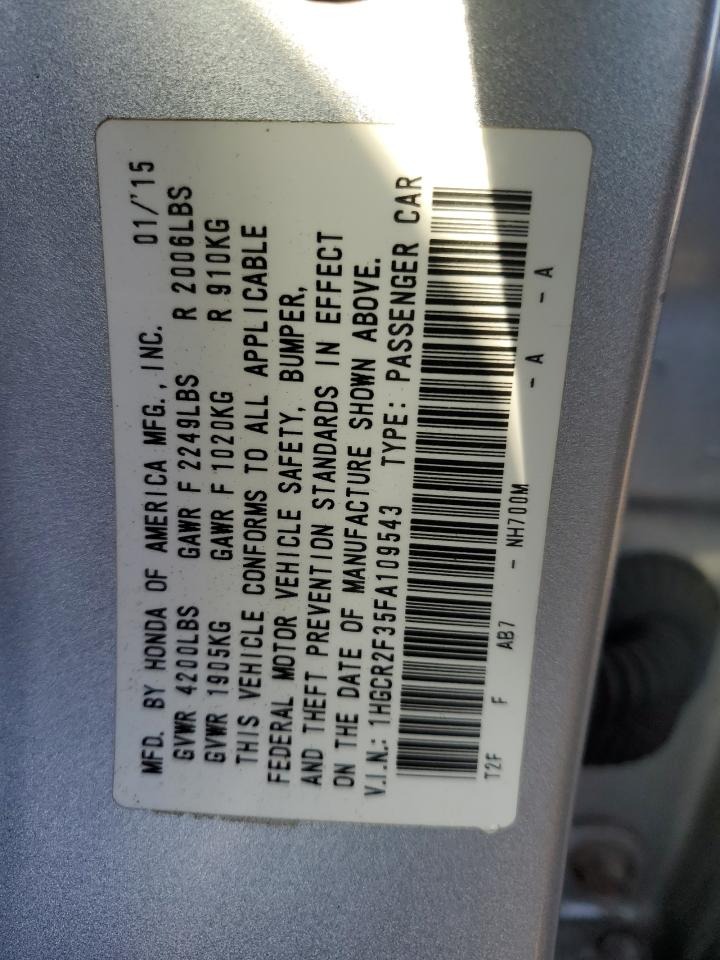 MFD. BY HONDA OF AMERICA MFG., INC. 01/'15
GVWR 4200LBS GAWR F 2249LBS R 2006LBS
GVWR 1905KG GAWR F 1020KG R 910KG
THIS VEHICLE CONFORMS TO ALL APPLICABLE
FEDERAL MOTOR VEHICLE SAFETY, BUMPER,
AND THEFT PREVENTION STANDARDS IN EFFECT
ON THE DATE OF MANUFACTURE SHOWN ABOVE.
V.I.N.: 1HGCR2F35FA109543 TYPE: PASSENGER CAR
T2F F AB7 - NH700M - A - A